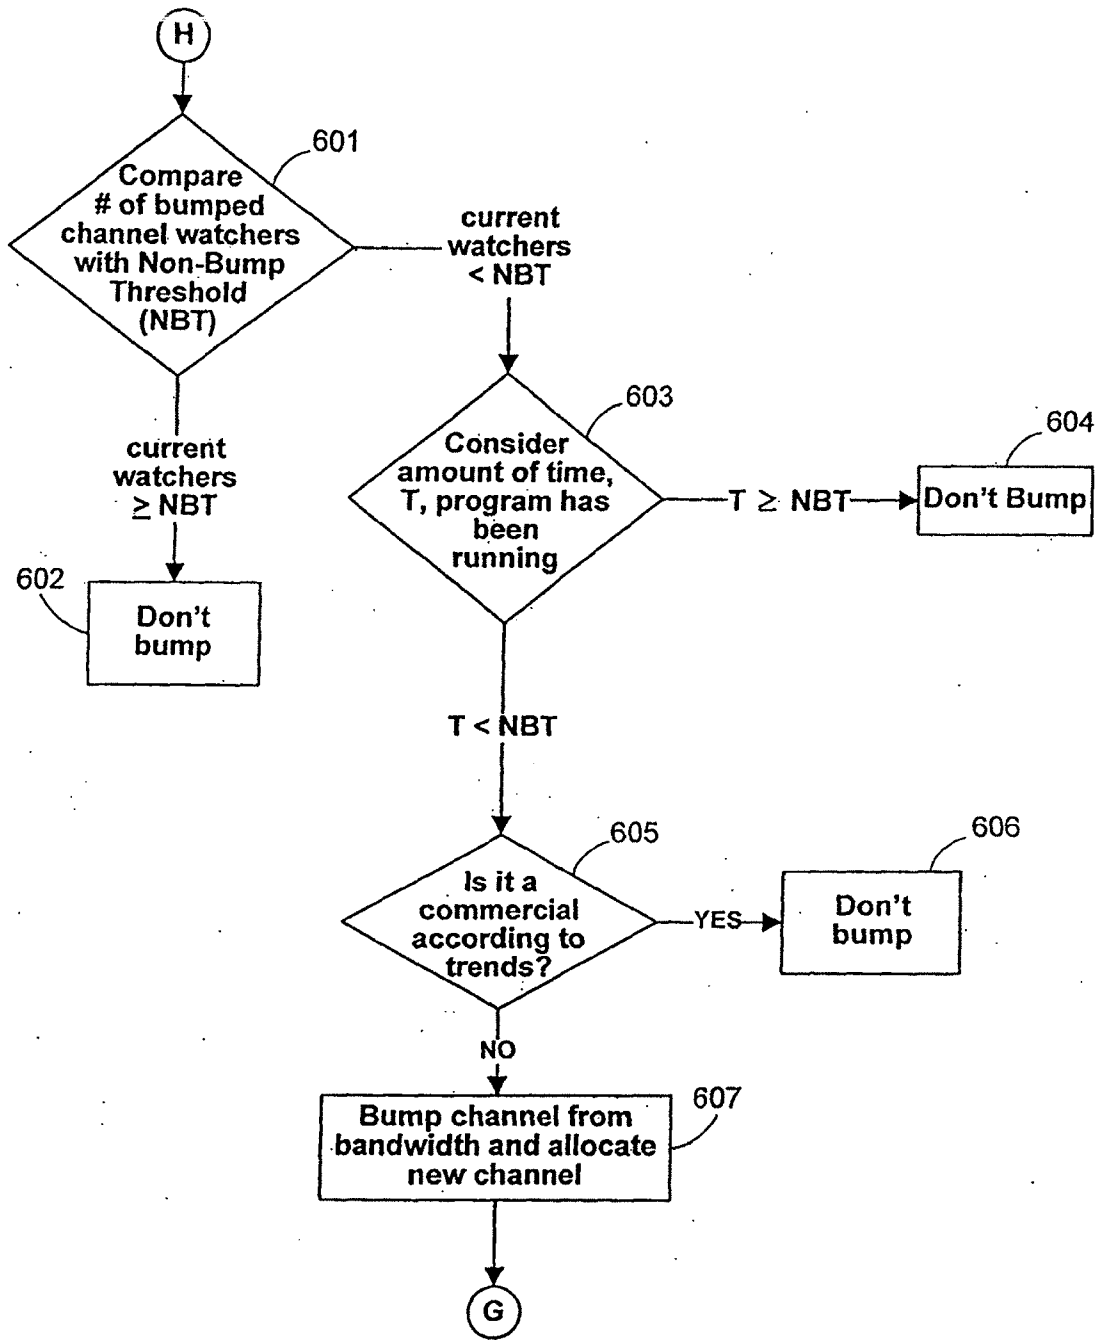 H
601
Compare
# of bumped
channel watchers
with Non-Bump
Threshold
(NBT)
current
watchers
< NBT
current
watchers
≥ NBT
602
Don't
bump
603
Consider
amount of time,
T, program has
been
running
T ≥ NBT
604
Don't Bump
T < NBT
605
Is it a
commercial
according to
trends?
YES
606
Don't
bump
NO
607
Bump channel from
bandwidth and allocate
new channel
G